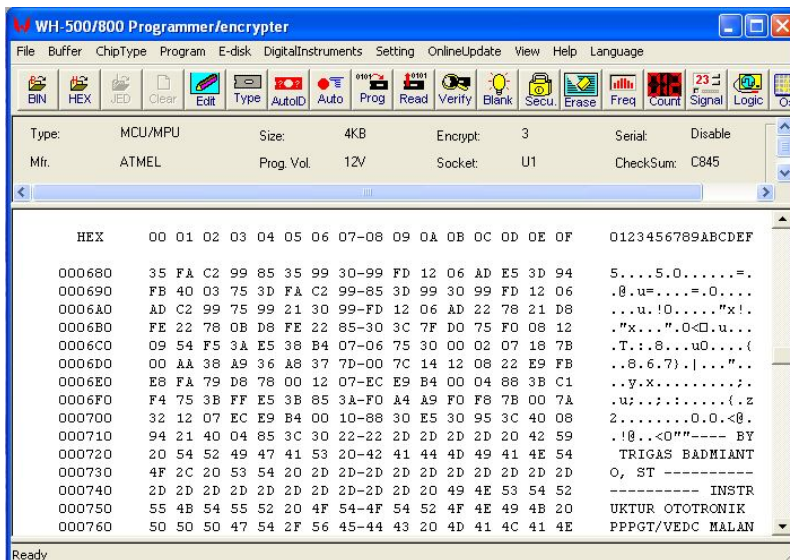 WH-500/800 Programmer/encrypter
File Buffer ChipType Program E-disk DigitalInstruments Setting OnlineUpdate View Help Language
BIN HEX JED Clear Edit Type AutoID Auto Prog Read Verify Blank Secu. Erase Freq Count Signal Logic
Type: MCU/MPU Size: 4KB Encrypt: 3 Serial: Disable
Mfr. ATMEL Prog. Vol. 12V Socket: U1 CheckSum: C845
HEX 00 01 02 03 04 05 06 07-08 09 0A 0B 0C 0D 0E 0F 0123456789ABCDEF
000680 35 FA C2 99 85 35 99 30-99 FD 12 06 AD E5 3D 94 5....5.0......=.
000690 FB 40 03 75 3D FA C2 99-85 3D 99 30 99 FD 12 06 .@.u=....=.0....
0006A0 AD C2 99 75 99 21 30 99-FD 12 06 AD 22 78 21 D8 ...u.!0....."x!.
0006B0 FE 22 78 0B D8 FE 22 85-30 3C 7F D0 75 F0 08 12 ."x...".0<□.u...
0006C0 09 54 F5 3A E5 38 B4 07-06 75 30 00 02 07 18 7B .T.:.8...u0....{
0006D0 00 AA 38 A9 36 A8 37 7D-00 7C 14 12 08 22 E9 FB ..8.6.7}.|..."..
0006E0 E8 FA 79 D8 78 00 12 07-EC E9 B4 00 04 88 3B C1 ..y.x.........;.
0006F0 F4 75 3B FF E5 3B 85 3A-F0 A4 A9 F0 F8 7B 00 7A .u;..;.:.....{.z
000700 32 12 07 EC E9 B4 00 10-88 30 E5 30 95 3C 40 08 2........0.0.<@.
000710 94 21 40 04 85 3C 30 22-22 2D 2D 2D 2D 20 42 59 .!@..<0""---- BY
000720 20 54 52 49 47 41 53 20-42 41 44 4D 49 41 4E 54 TRIGAS BADMIANT
000730 4F 2C 20 53 54 20 2D 2D-2D 2D 2D 2D 2D 2D 2D 2D O, ST ----------
000740 2D 2D 2D 2D 2D 2D 2D 2D-2D 2D 20 49 4E 53 54 52 ---------- INSTR
000750 55 4B 54 55 52 20 4F 54-4F 54 52 4F 4E 49 4B 20 UKTUR OTOTRONIK
000760 50 50 50 47 54 2F 56 45-44 43 20 4D 41 4C 41 4E PPPGT/VEDC MALAN
Ready